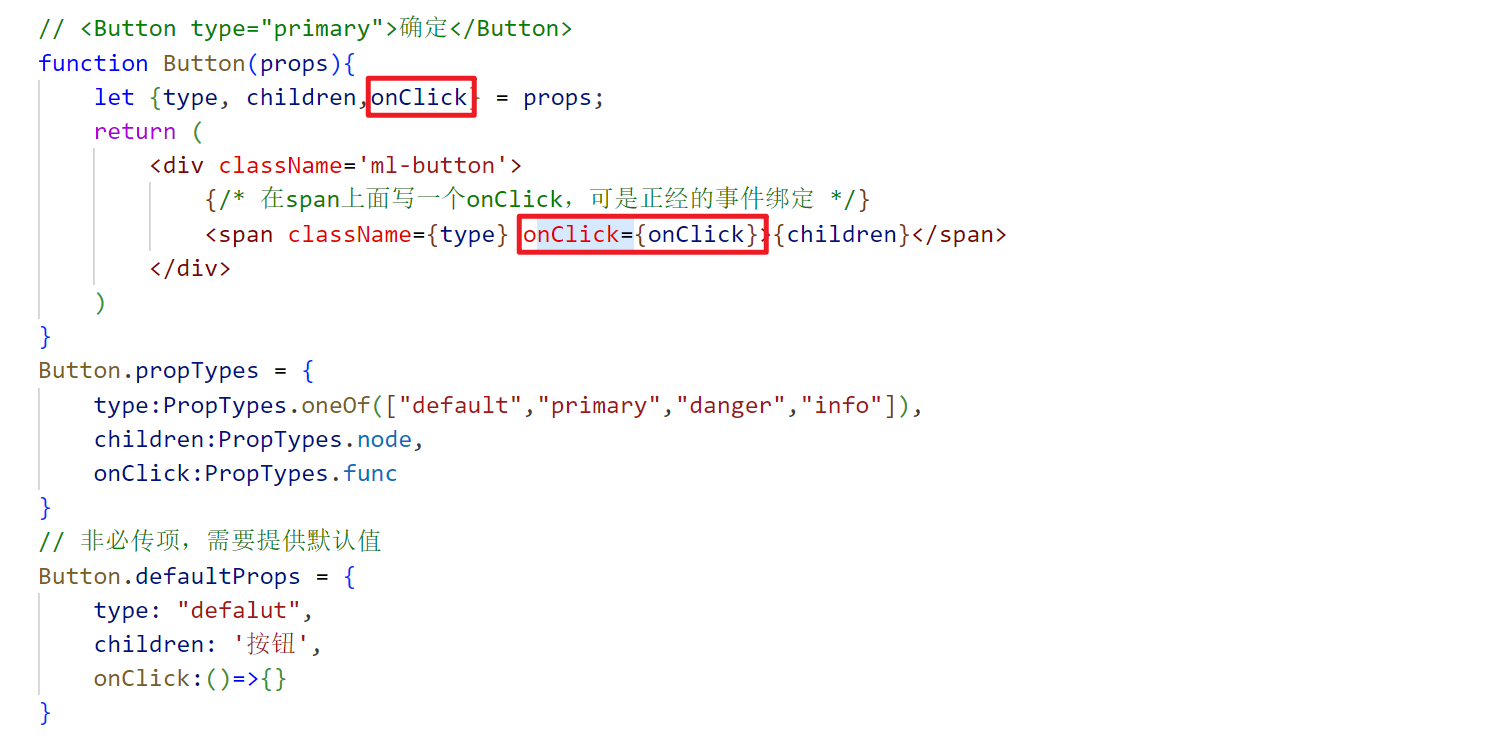 // <Button type="primary">确定</Button>
function Button(props){
let {type, children,onClick} = props;
return (
<div className='ml-button'>
{/* 在span上面写一个onClick，可是正经的事件绑定 */}
<span className={type} onClick={onClick}>{children}</span>
</div>
)
}
Button.propTypes = {
type:PropTypes.oneOf(["default","primary","danger","info"]),
children:PropTypes.node,
onClick:PropTypes.func
}
// 非必传项，需要提供默认值
Button.defaultProps = {
type: "defalut",
children: '按钮',
onClick:()=>{}
}